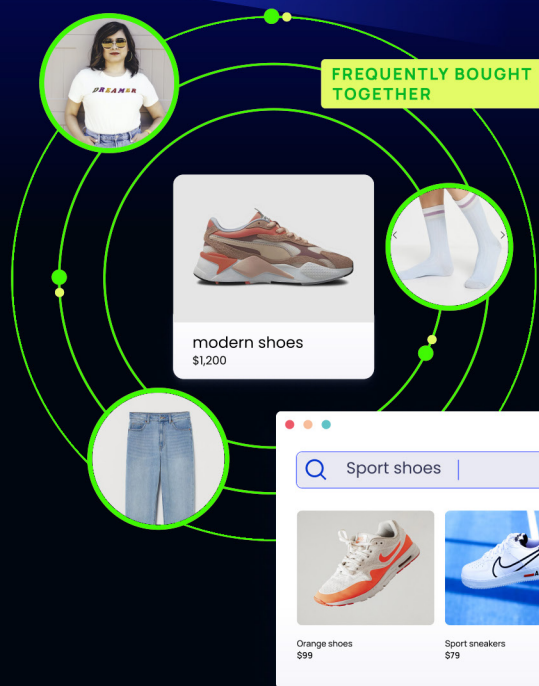 DREAMER
FREQUENTLY BOUGHT
TOGETHER
modern shoes
$1,200
Sport shoes
Orange shoes
$99
Sport sneakers
$79